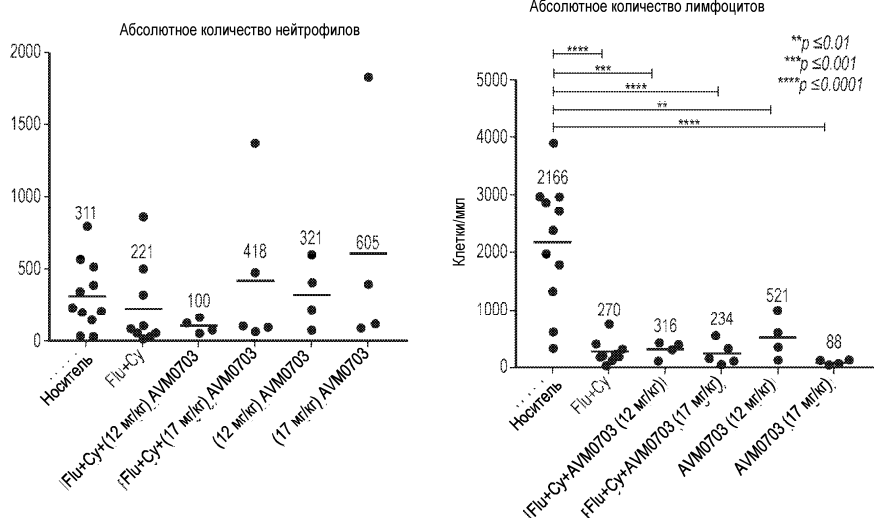 Абсолютное количество нейтрофилов
2000
1500
1000
500
0
311
221
100
418
321
605
Носитель
Flu+Cy
Flu+Cy+(12 мг/кг) AVM0703
Flu+Cy+(17 мг/кг) AVM0703
(12 мг/кг) AVM0703
(17 мг/кг) AVM0703
Абсолютное количество лимфоцитов
**p ≤0.01
***p ≤0.001
****p ≤0.0001
****
***
****
**
****
Клетки/мкл
5000
4000
3000
2000
1000
0
2166
270
316
234
521
88
Носитель
Flu+Cy
Flu+Cy+AVM0703 (12 мг/кг)
Flu+Cy+AVM0703 (17 мг/кг)
AVM0703 (12 мг/кг)
AVM0703 (17 мг/кг)